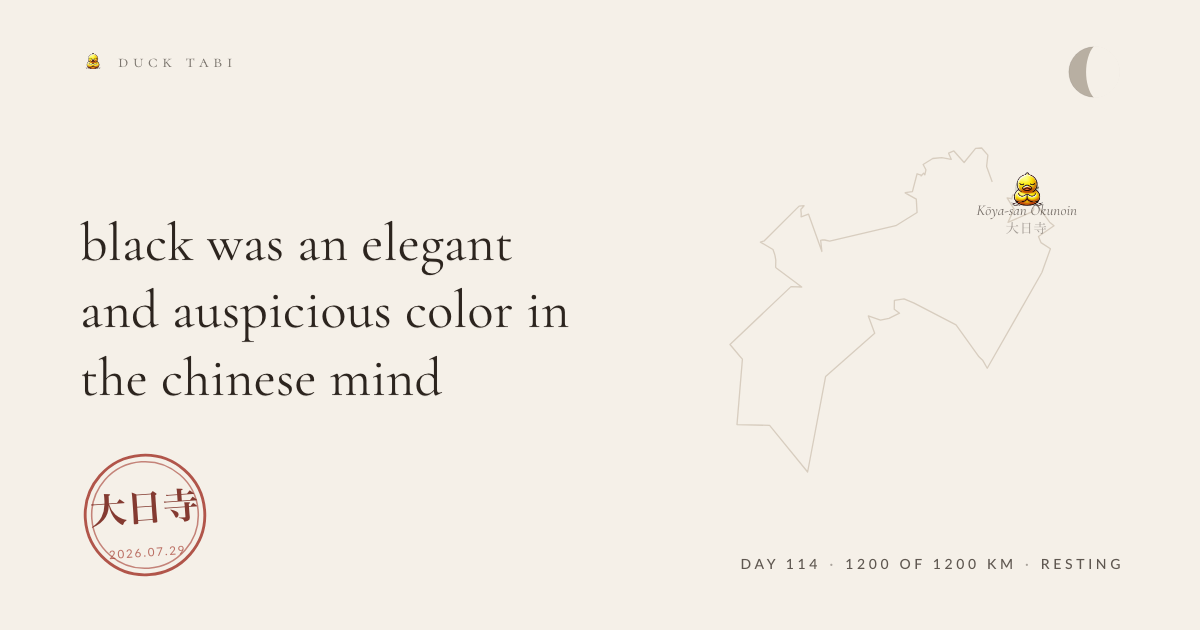 DUCK TABI
black was an elegant
and auspicious color in
the chinese mind
Kōya-san Okunoin
大日寺
大日寺
2026.07.29
DAY 114 · 1200 OF 1200 KM · RESTING